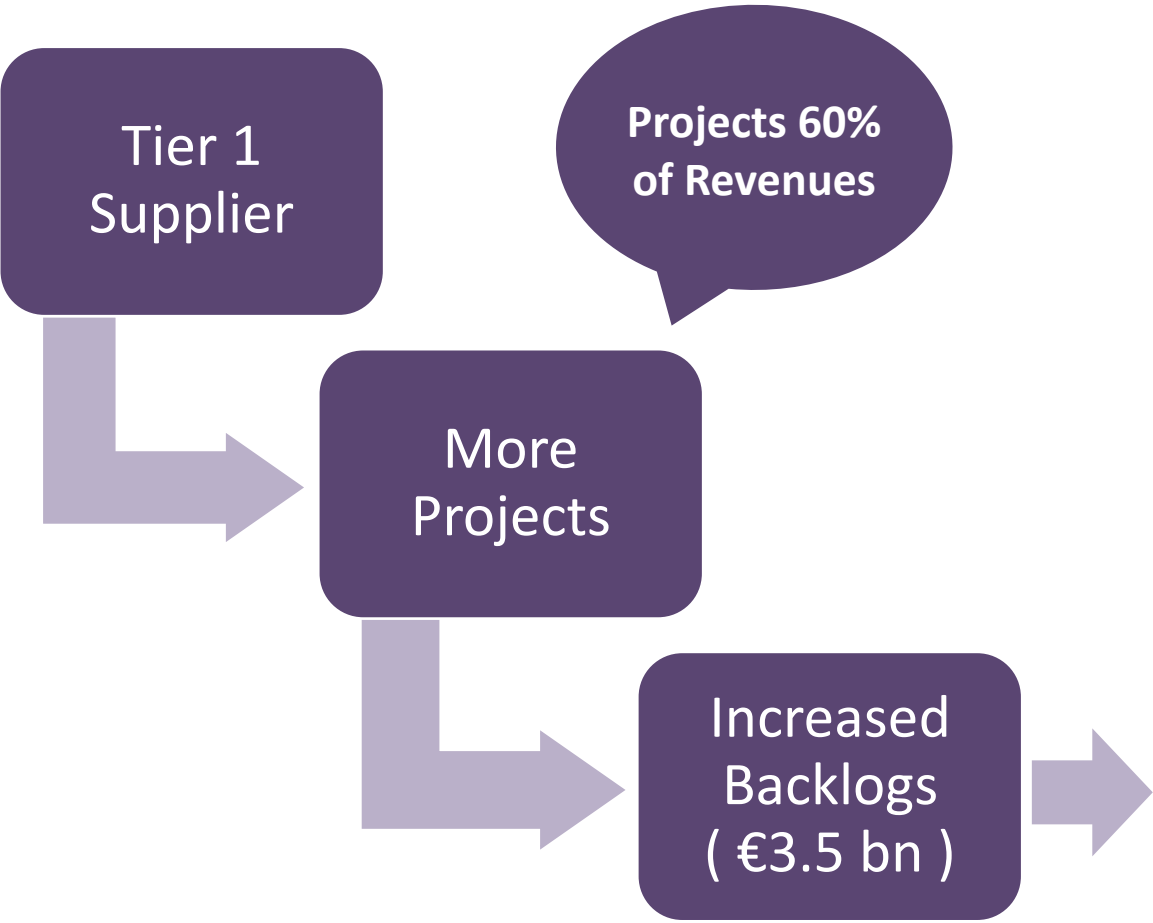 Tier 1
Supplier
Projects 60%
of Revenues
More
Projects
Increased
Backlogs
( €3.5 bn )